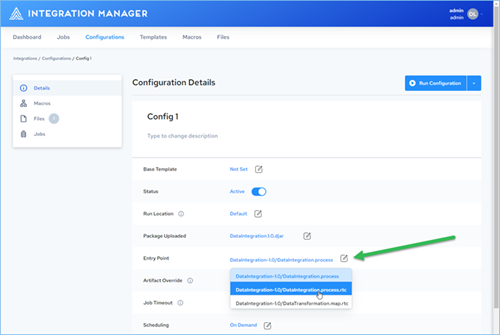 INTEGRATION MANAGER
admin
admin
DL
Dashboard Jobs Configurations Templates Macros Files
Integrations / Configurations / Config 1
Details
Macros
Files 1
Jobs
Configuration Details
Run Configuration
Config 1
Type to change description
Base Template Not Set
Status Active
Run Location Default
Package Uploaded DataIntegration-1.0.djar
Entry Point DataIntegration-1.0/DataIntegration.process
Artifact Override
DataIntegration-1.0/DataIntegration.process
DataIntegration-1.0/DataIntegration.process.rtc
Job Timeout
DataIntegration-1.0/DataTransformation.map.rtc
Scheduling On Demand